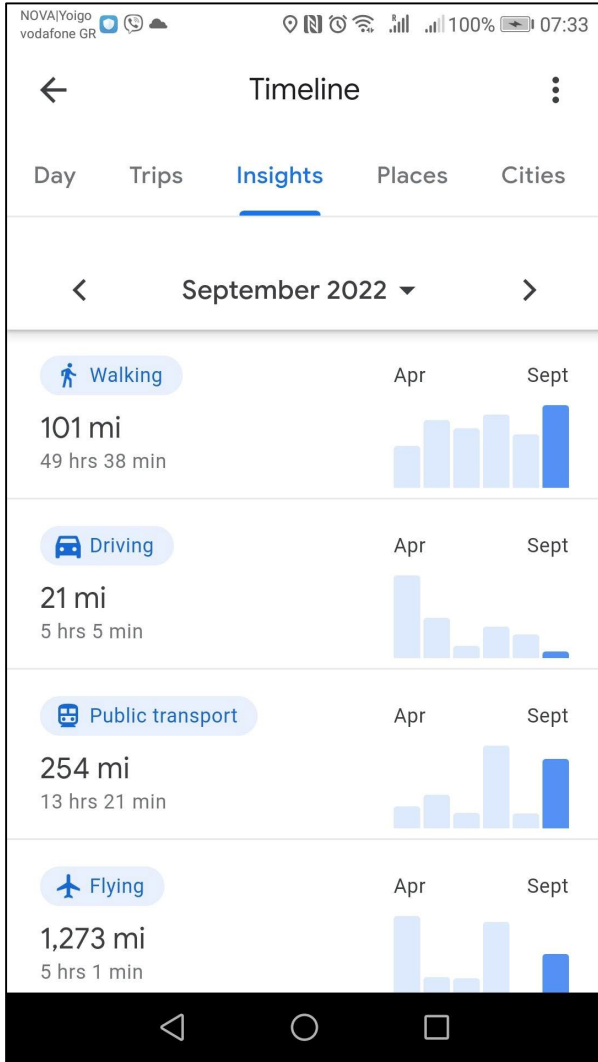 NOVA|Yoigo
vodafone GR
100% 07:33
Timeline
Day Trips Insights Places Cities
September 2022
Walking
Apr Sept
101 mi
49 hrs 38 min
Driving
Apr Sept
21 mi
5 hrs 5 min
Public transport
Apr Sept
254 mi
13 hrs 21 min
Flying
Apr Sept
1,273 mi
5 hrs 1 min